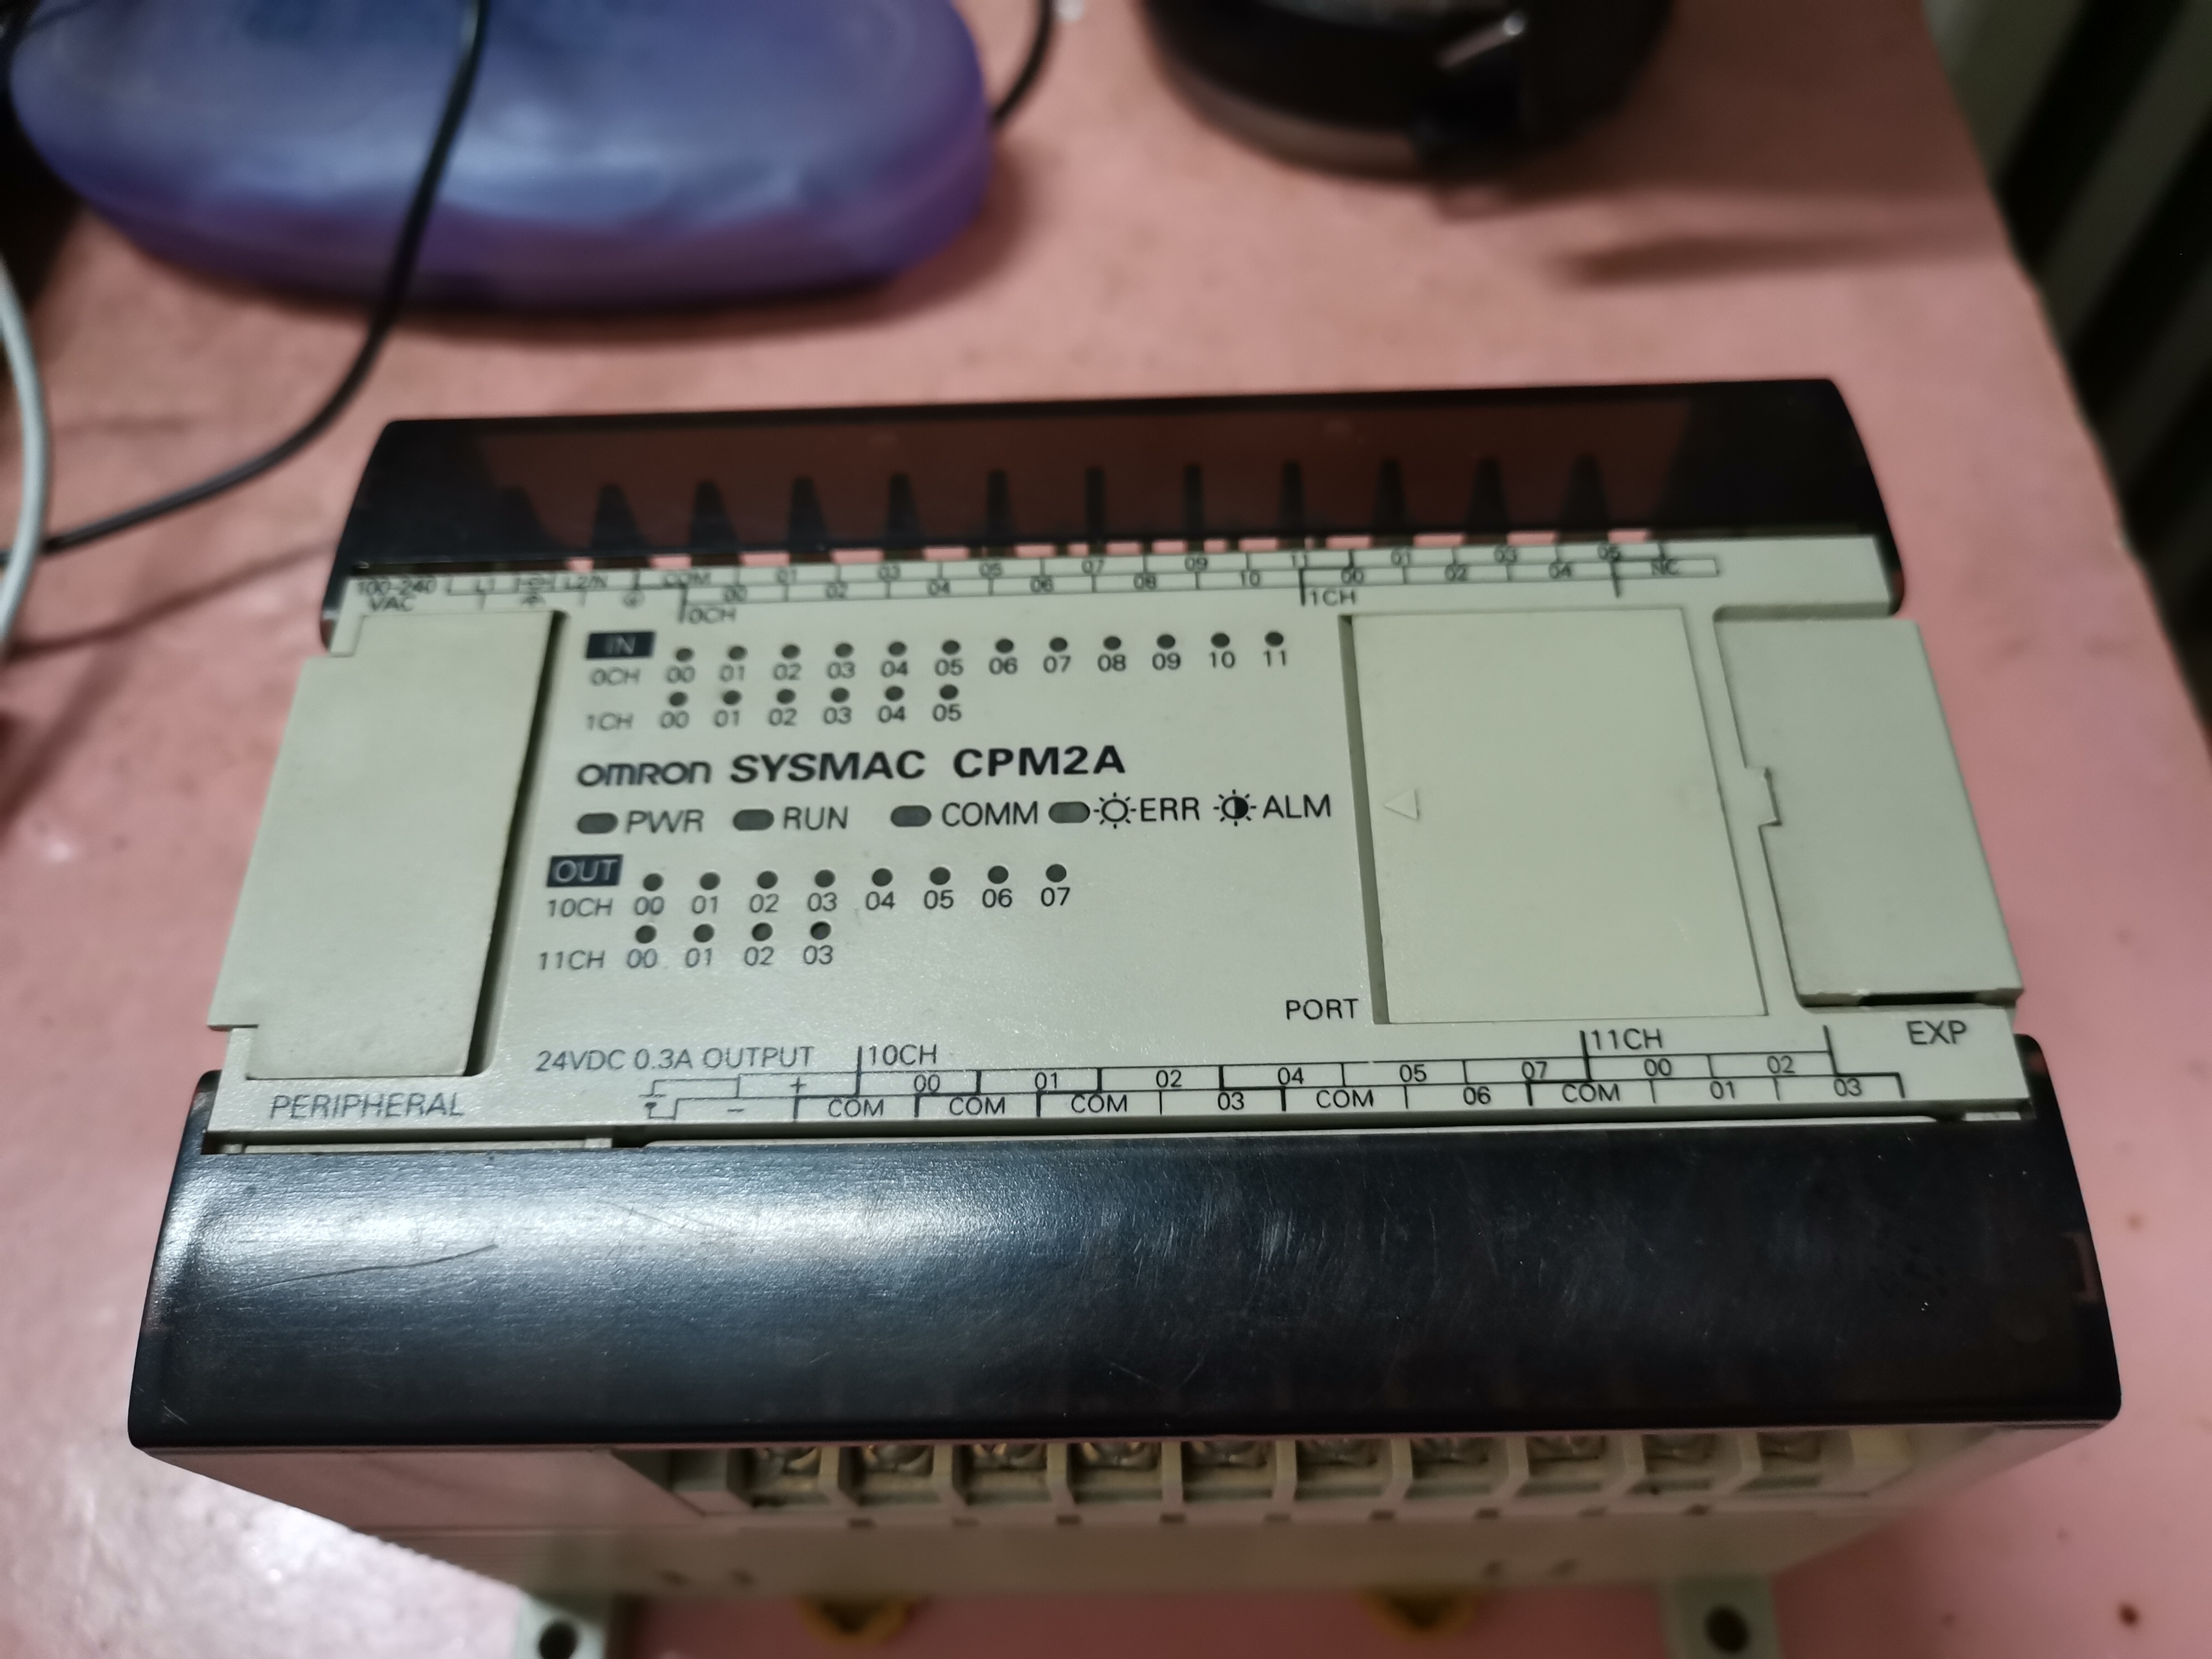 100-240 L1 L2/N COM 01 03 05 07 09 11 01 03 05
VAC 00 02 04 06 08 10 00 02 04 NC
0CH 1CH
IN
0CH 00 01 02 03 04 05 06 07 08 09 10 11
1CH 00 01 02 03 04 05
OMRON SYSMAC CPM2A
PWR RUN COMM ERR ALM
OUT
10CH 00 01 02 03 04 05 06 07
11CH 00 01 02 03
PORT
24VDC 0.3A OUTPUT 10CH 11CH EXP
+ 00 01 02 04 05 07 00 02
PERIPHERAL − COM COM COM 03 COM 06 COM 01 03